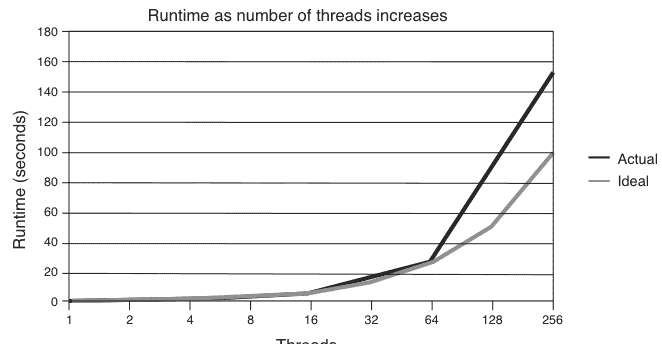 Runtime as number of threads increases
180
160
140
120
100
80
60
40
20
0
Runtime (seconds)
1 2 4 8 16 32 64 128 256
Threads
Actual
Ideal